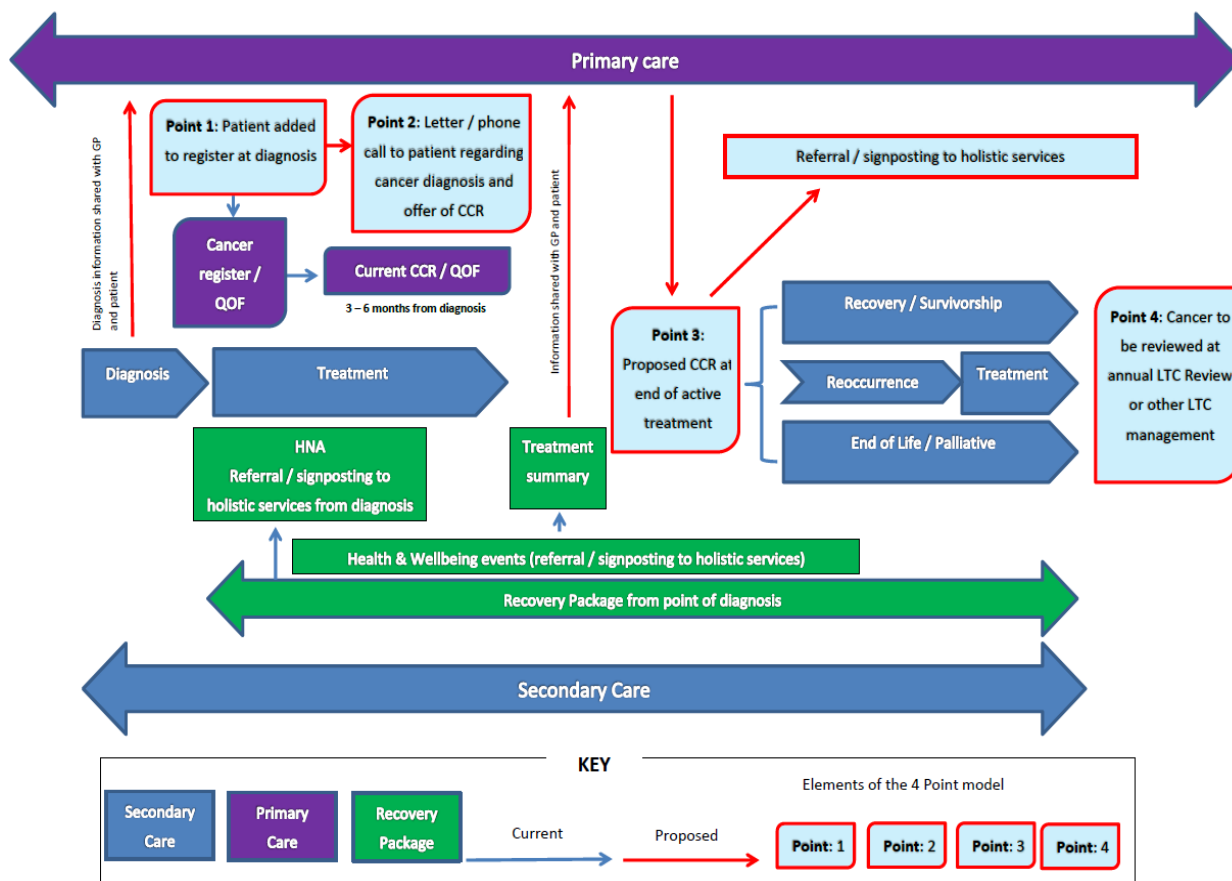 Primary care
Diagnosis information shared with GP
and patient
Point 1: Patient added
to register at diagnosis
Point 2: Letter / phone
call to patient regarding
cancer diagnosis and
offer of CCR
Information shared with GP and patient
Referral / signposting to holistic services
Cancer
register /
QOF
Current CCR / QOF
3 – 6 months from diagnosis
Point 3:
Proposed CCR at
end of active
treatment
Recovery / Survivorship
Reoccurrence
Treatment
End of Life / Palliative
Point 4: Cancer to
be reviewed at
annual LTC Review
or other LTC
management
Diagnosis
Treatment
HNA
Referral / signposting to
holistic services from diagnosis
Treatment
summary
Health & Wellbeing events (referral / signposting to holistic services)
Recovery Package from point of diagnosis
Secondary Care
KEY
Secondary
Care
Primary
Care
Recovery
Package
Current
Proposed
Elements of the 4 Point model
Point: 1
Point: 2
Point: 3
Point: 4